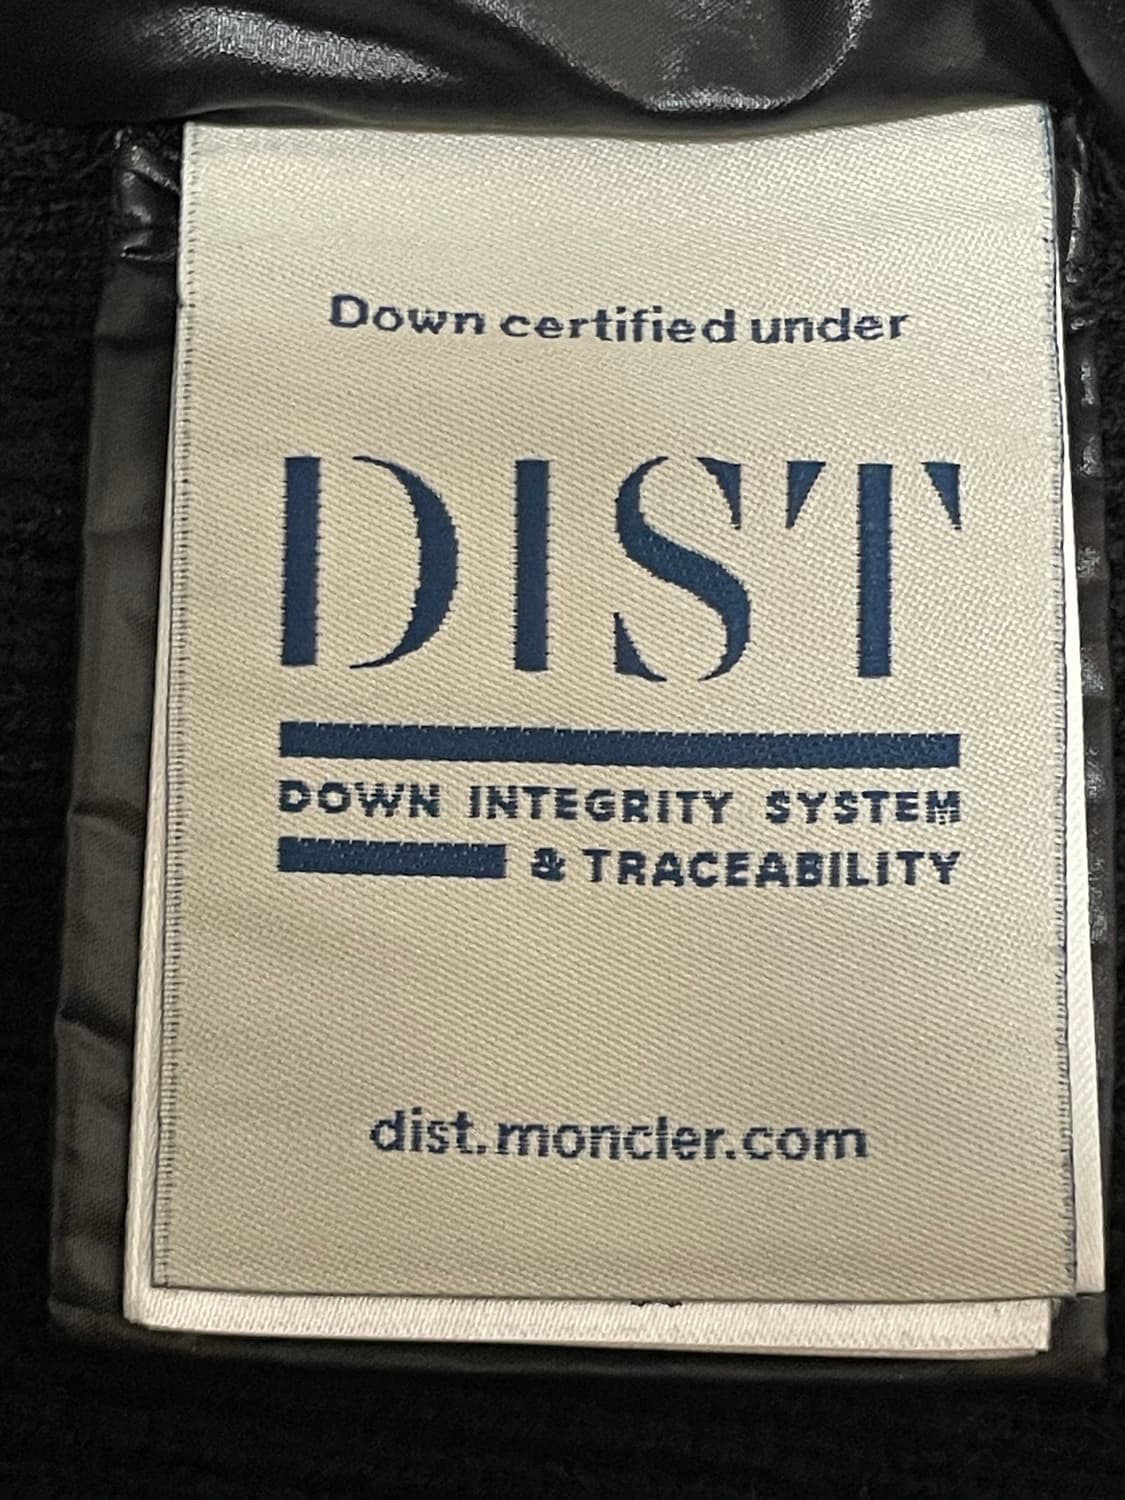 Down certified under
DIST
DOWN INTEGRITY SYSTEM
& TRACEABILITY
dist.moncler.com